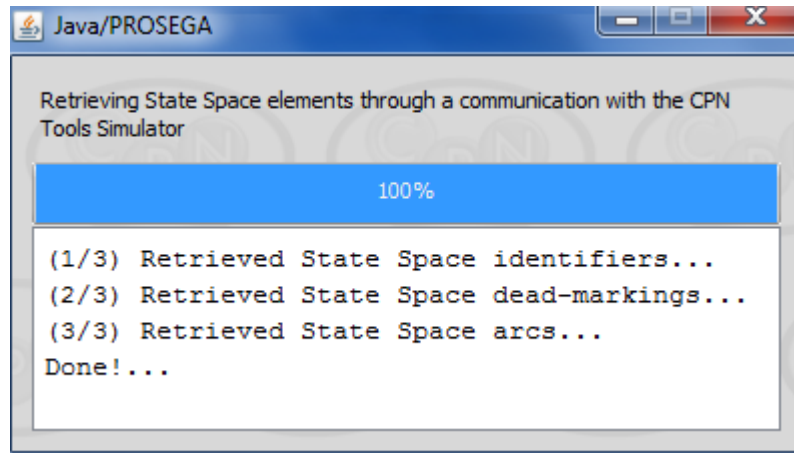 Java/PROSEGA
Retrieving State Space elements through a communication with the CPN
Tools Simulator
100%
(1/3) Retrieved State Space identifiers...
(2/3) Retrieved State Space dead-markings...
(3/3) Retrieved State Space arcs...
Done!...